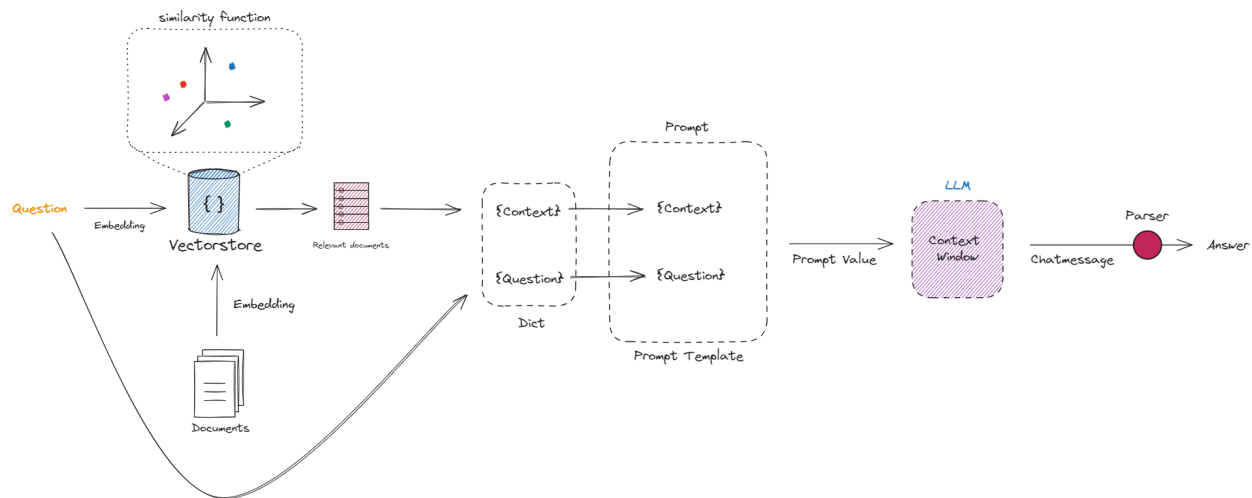 similarity function
Question
Embedding
{}
Vectorstore
Relevant documents
Embedding
Documents
{Context}
{Question}
Dict
Prompt
{Context}
{Question}
Prompt Template
Prompt Value
LLM
Context
Window
Chatmessage
Parser
Answer